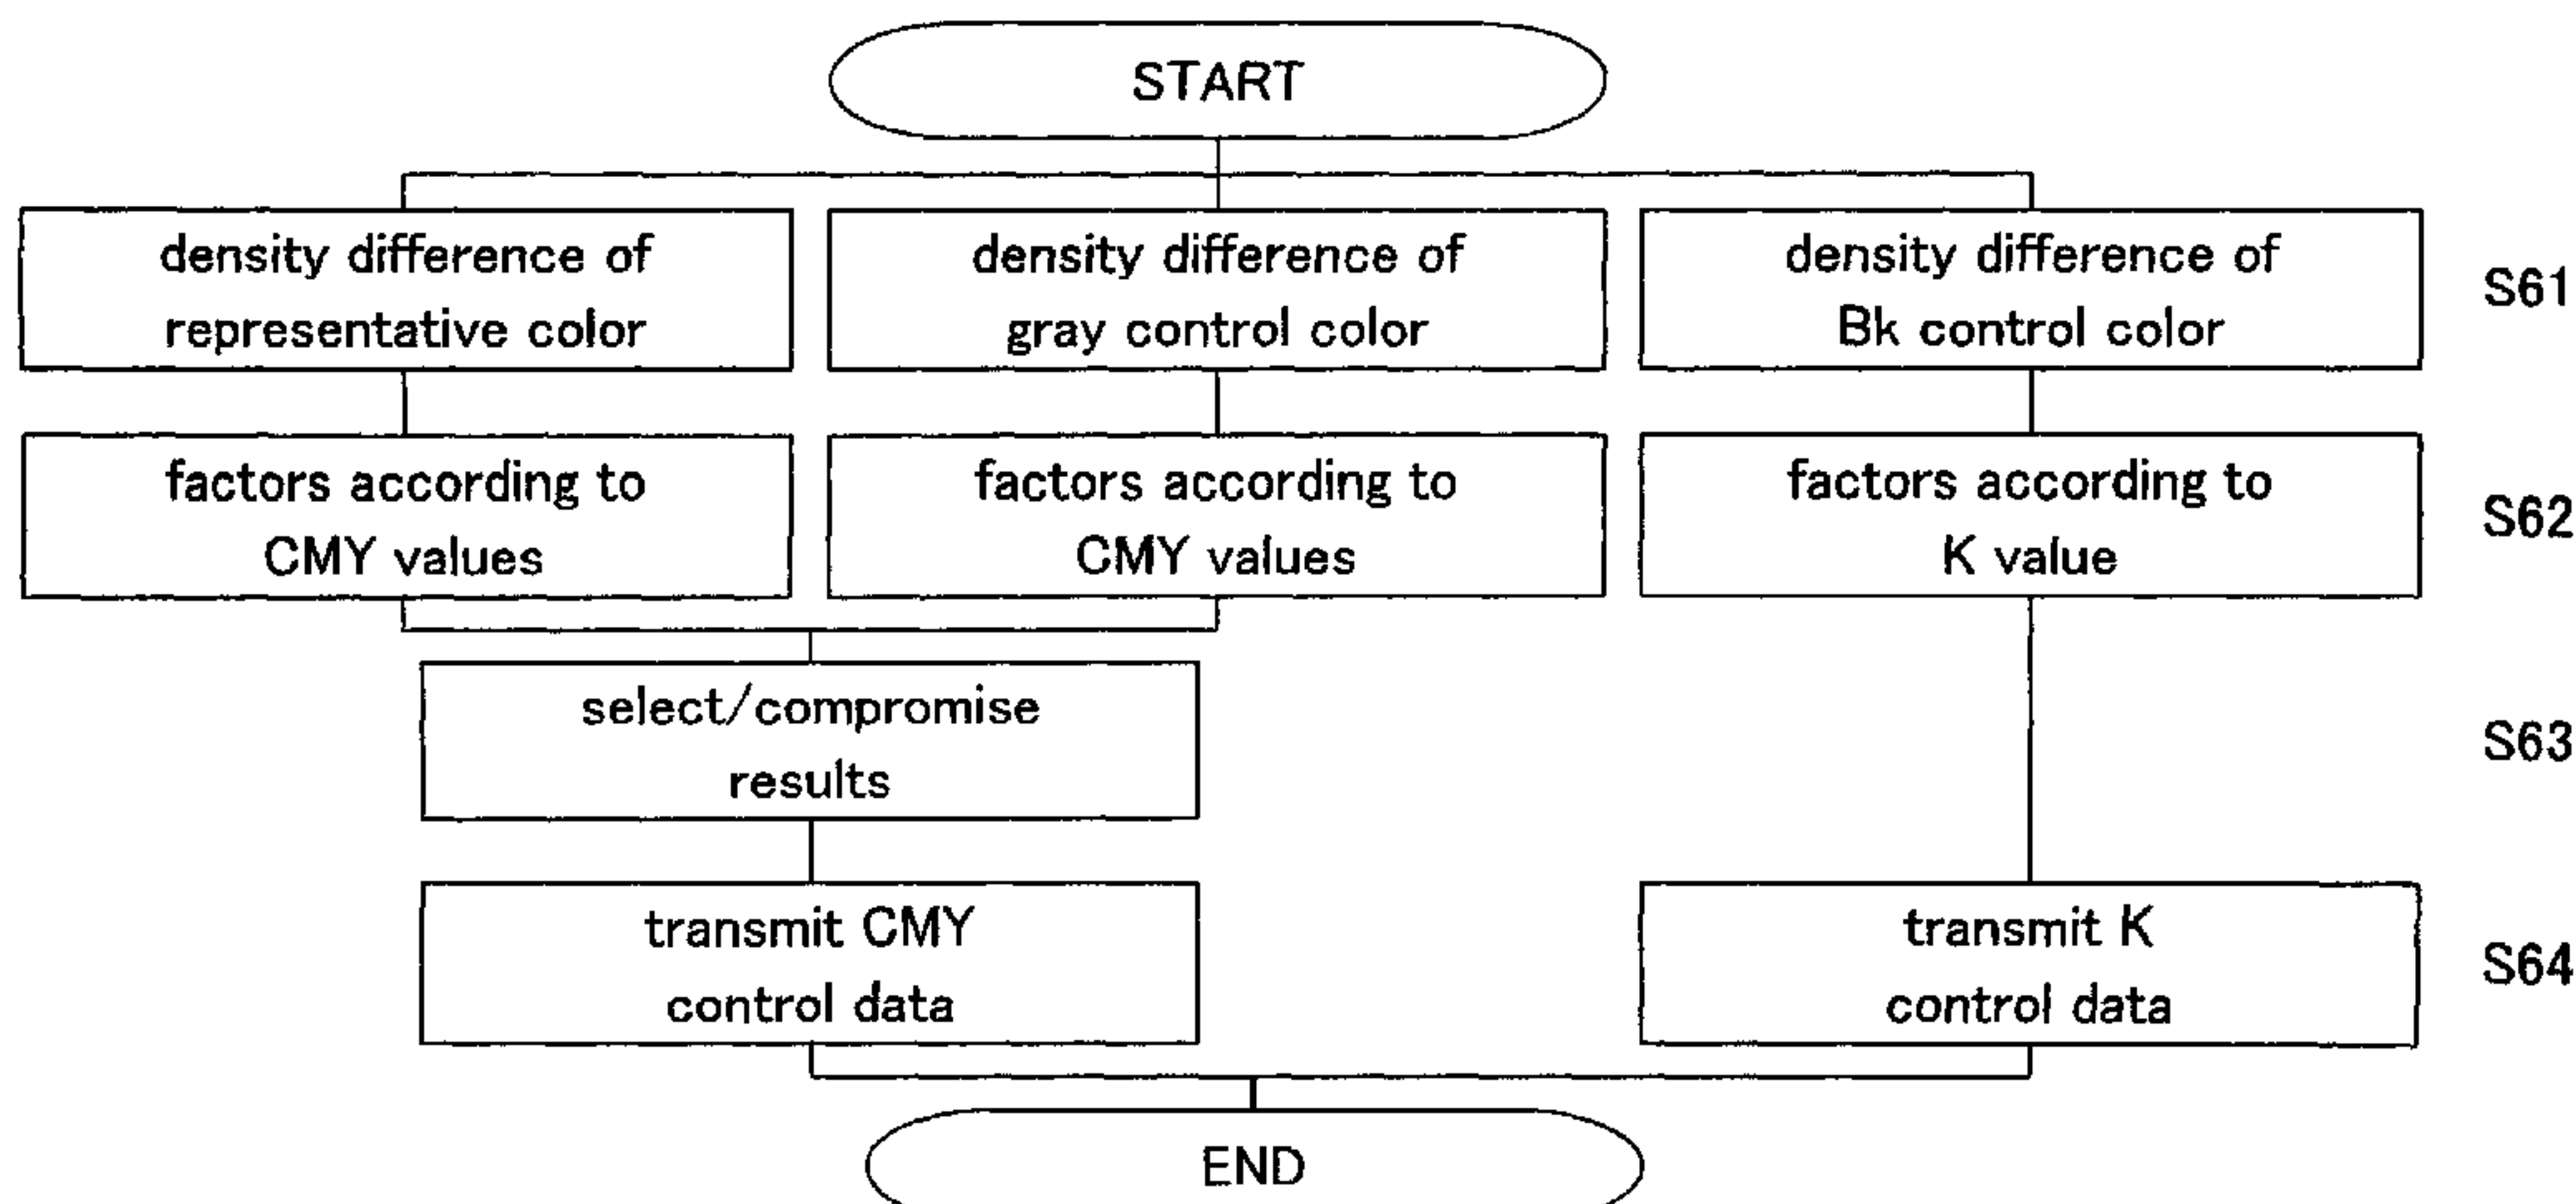 START
density difference of
representative color
density difference of
gray control color
density difference of
Bk control color
S61
factors according to
CMY values
factors according to
CMY values
factors according to
K value
S62
select/compromise
results
S63
transmit CMY
control data
transmit K
control data
S64
END